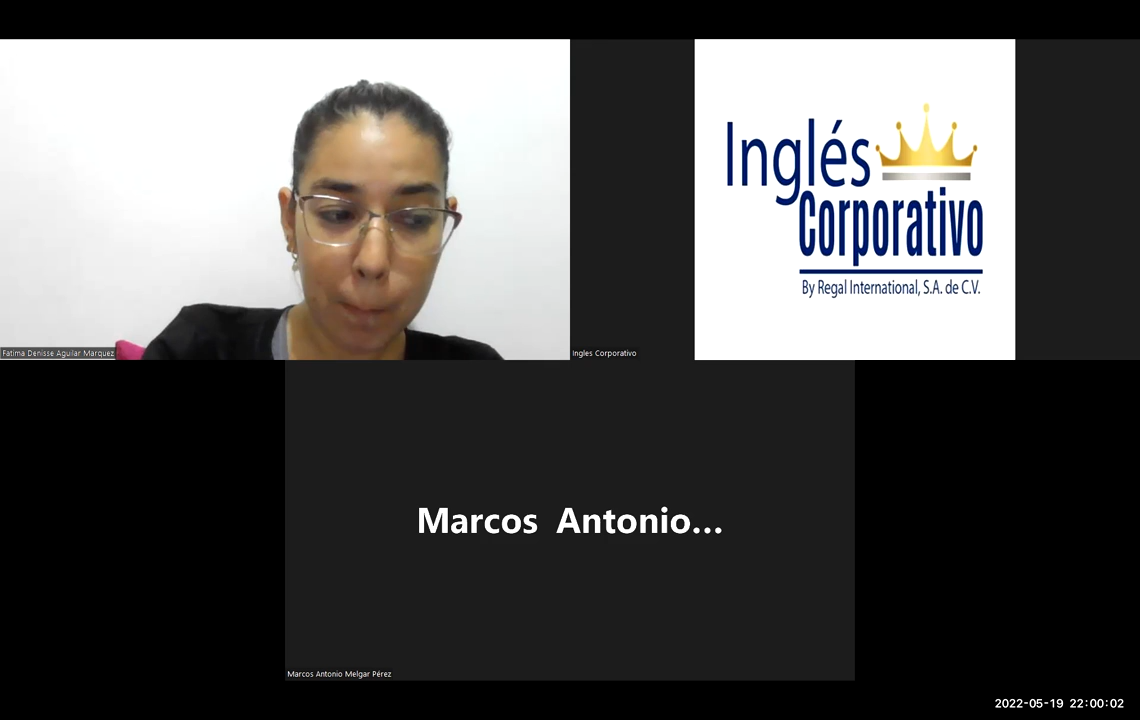 Inglés
Corporativo
By Regal International, S.A. de C.V.
Fatima Denisse Aguilar Marquez
Ingles Corporativo
Marcos Antonio...
Marcos Antonio Melgar Pérez
2022-05-19 22:00:02